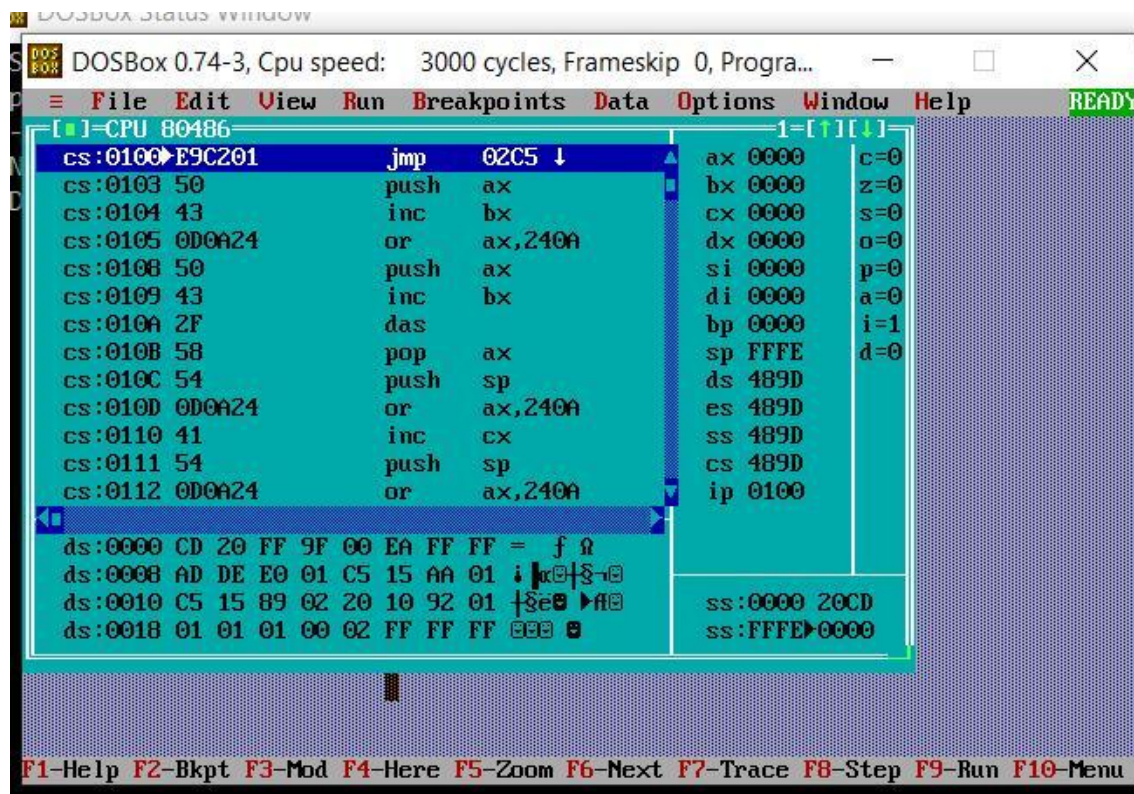 DOSBox Status Window
DOSBox 0.74-3, Cpu speed: 3000 cycles, Frameskip 0, Progra...
≡ File Edit View Run Breakpoints Data Options Window Help READY
[■]=CPU 80486 1=[↑][↓]
cs:0100►E9C201 jmp 02C5 ↓ ax 0000 c=0
cs:0103 50 push ax bx 0000 z=0
cs:0104 43 inc bx cx 0000 s=0
cs:0105 0D0A24 or ax,240A dx 0000 o=0
cs:0108 50 push ax si 0000 p=0
cs:0109 43 inc bx di 0000 a=0
cs:010A 2F das bp 0000 i=1
cs:010B 58 pop ax sp FFFE d=0
cs:010C 54 push sp ds 489D
cs:010D 0D0A24 or ax,240A es 489D
cs:0110 41 inc cx ss 489D
cs:0111 54 push sp cs 489D
cs:0112 0D0A24 or ax,240A ip 0100
ds:0000 CD 20 FF 9F 00 EA FF FF = ƒ Ω
ds:0008 AD DE E0 01 C5 15 AA 01
ds:0010 C5 15 89 02 20 10 92 01 ss:0000 20CD
ds:0018 01 01 01 00 02 FF FF FF ss:FFFE►0000
F1-Help F2-Bkpt F3-Mod F4-Here F5-Zoom F6-Next F7-Trace F8-Step F9-Run F10-Menu